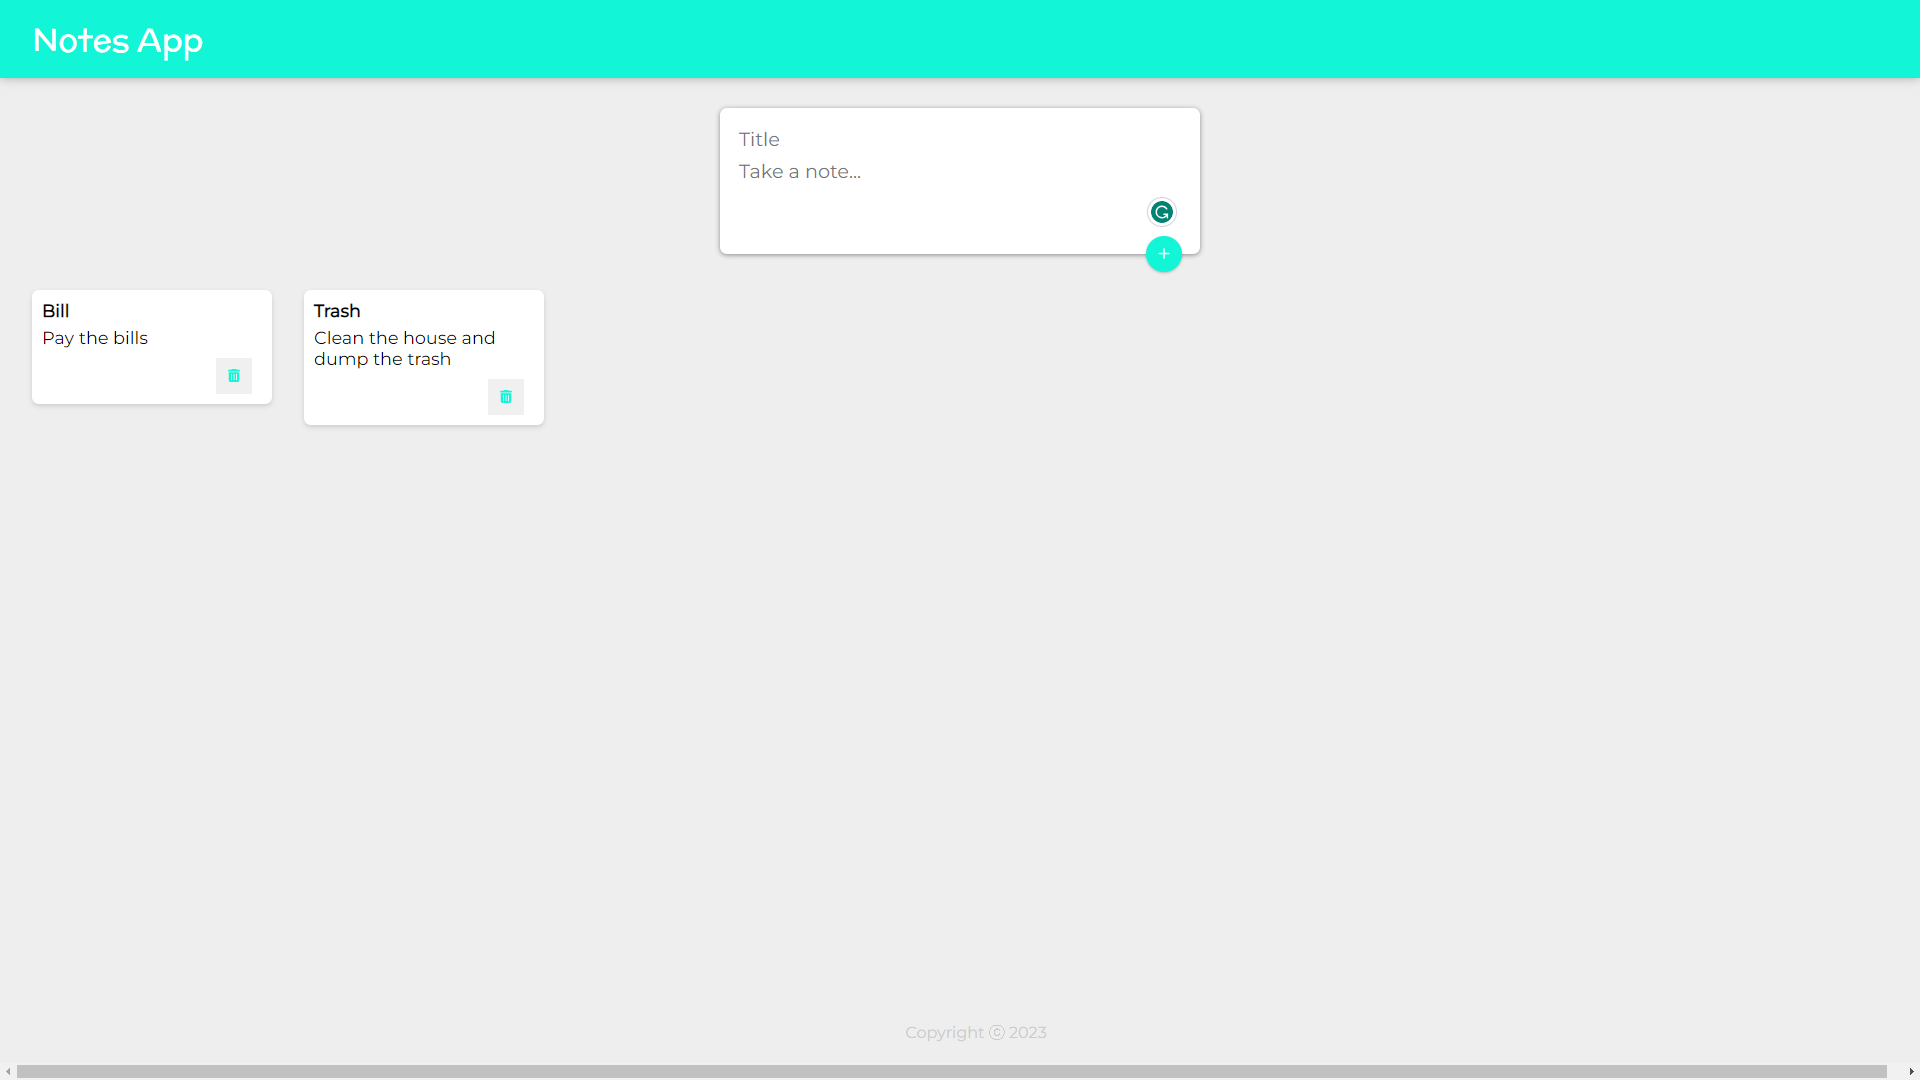 Notes App
Title
Take a note...
Bill
Pay the bills
Trash
Clean the house and
dump the trash
Copyright ⓒ 2023